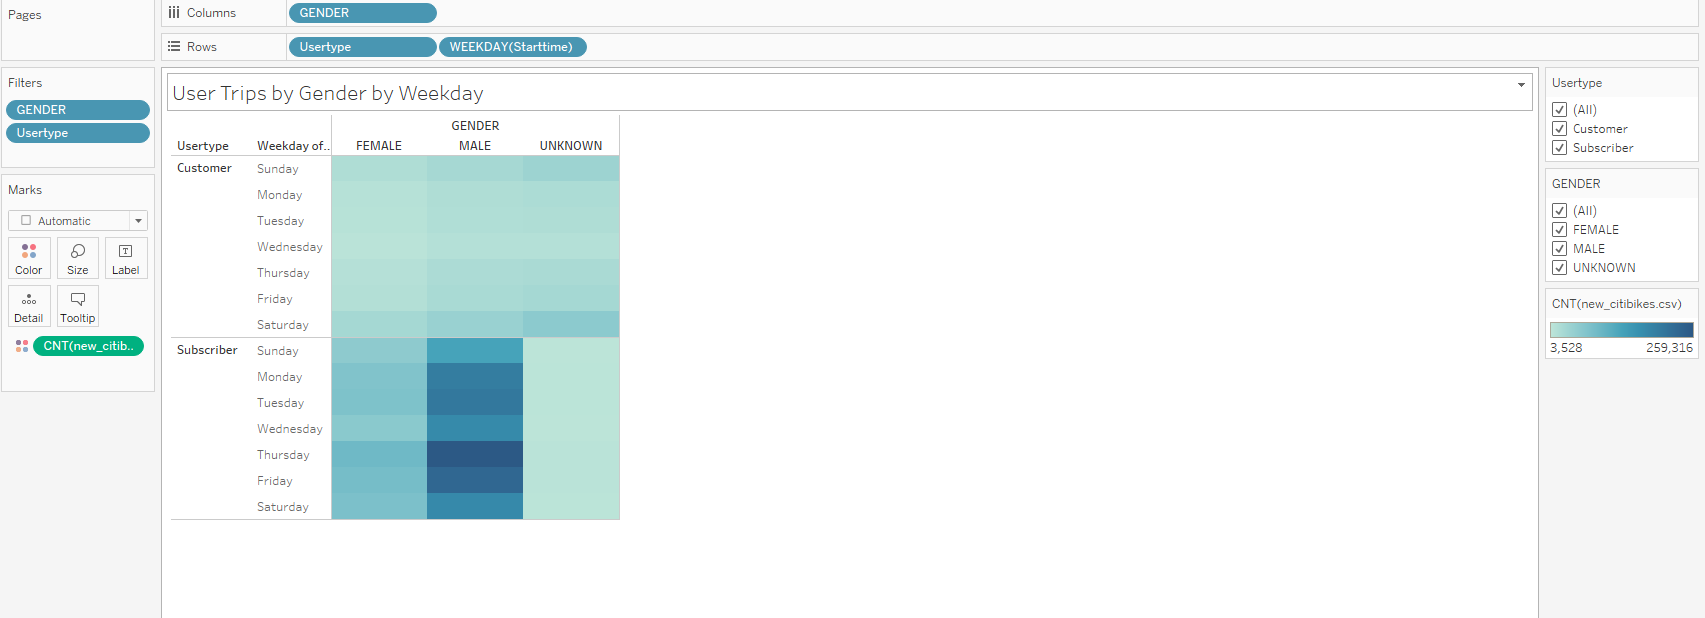 Pages
Columns
GENDER
Rows
Usertype WEEKDAY(Starttime)
Filters
GENDER
Usertype
Marks
Automatic
Color Size Label
Detail Tooltip
CNT(new_citib..
User Trips by Gender by Weekday
GENDER
Usertype Weekday of.. FEMALE MALE UNKNOWN
Customer Sunday
Monday
Tuesday
Wednesday
Thursday
Friday
Saturday
Subscriber Sunday
Monday
Tuesday
Wednesday
Thursday
Friday
Saturday
Usertype
(All)
Customer
Subscriber
GENDER
(All)
FEMALE
MALE
UNKNOWN
CNT(new_citibikes.csv)
3,528 259,316